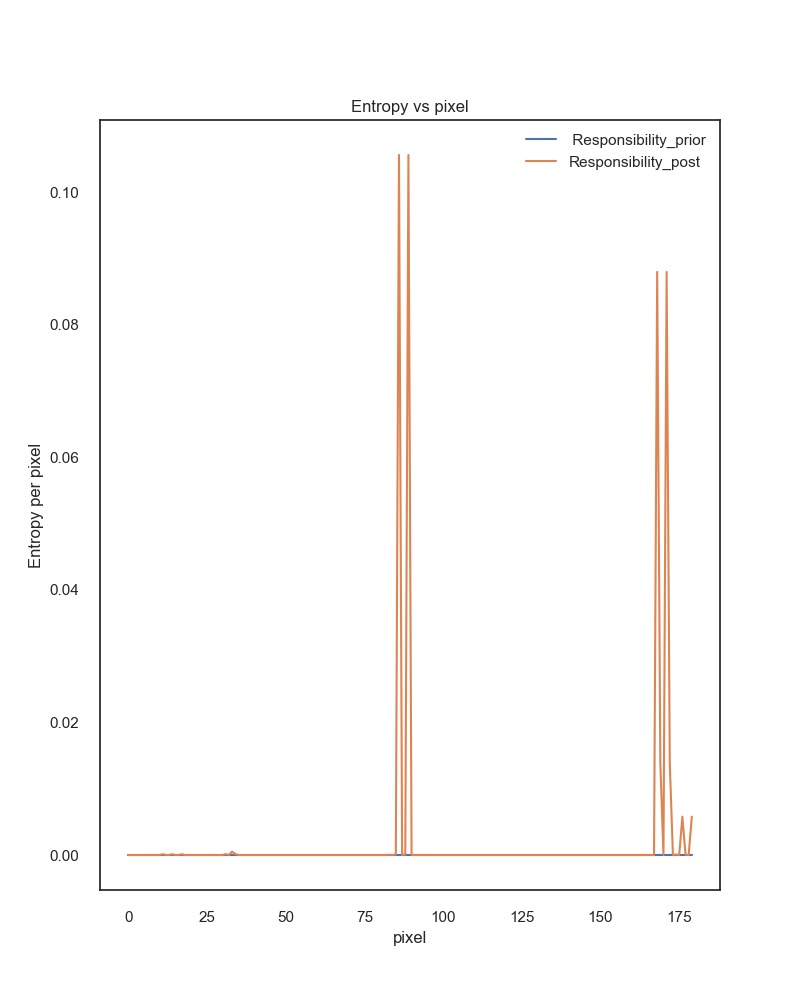 Entropy vs pixel
Responsibility_prior
Responsibility_post
Entropy per pixel
0.10
0.08
0.06
0.04
0.02
0.00
0 25 50 75 100 125 150 175
pixel